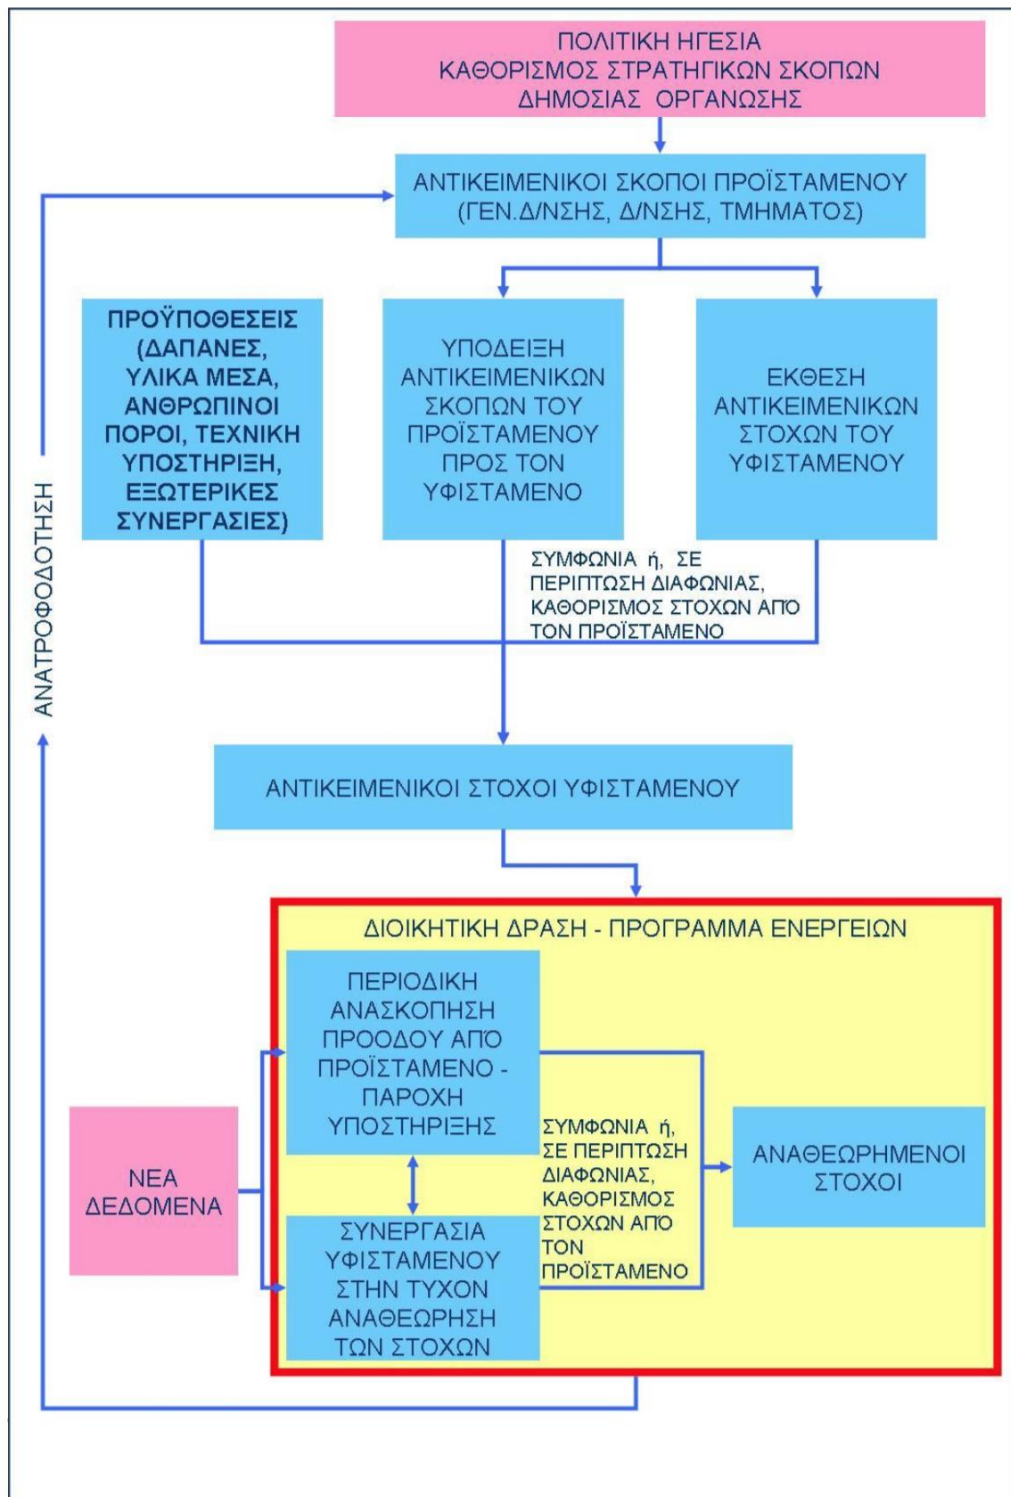 ΠΟΛΙΤΙΚΗ ΗΓΕΣΙΑ
ΚΑΘΟΡΙΣΜΟΣ ΣΤΡΑΤΗΓΙΚΩΝ ΣΚΟΠΩΝ
ΔΗΜΟΣΙΑΣ ΟΡΓΑΝΩΣΗΣ
ΑΝΤΙΚΕΙΜΕΝΙΚΟΙ ΣΚΟΠΟΙ ΠΡΟΪΣΤΑΜΕΝΟΥ
(ΓΕΝ.Δ/ΝΣΗΣ, Δ/ΝΣΗΣ, ΤΜΗΜΑΤΟΣ)
ΠΡΟΫΠΟΘΕΣΕΙΣ
(ΔΑΠΑΝΕΣ,
ΥΛΙΚΑ ΜΕΣΑ,
ΑΝΘΡΩΠΙΝΟΙ
ΠΟΡΟΙ, ΤΕΧΝΙΚΗ
ΥΠΟΣΤΗΡΙΞΗ,
ΕΞΩΤΕΡΙΚΕΣ
ΣΥΝΕΡΓΑΣΙΕΣ)
ΥΠΟΔΕΙΞΗ
ΑΝΤΙΚΕΙΜΕΝΙΚΩΝ
ΣΚΟΠΩΝ ΤΟΥ
ΠΡΟΪΣΤΑΜΕΝΟΥ
ΠΡΟΣ ΤΟΝ
ΥΦΙΣΤΑΜΕΝΟ
ΕΚΘΕΣΗ
ΑΝΤΙΚΕΙΜΕΝΙΚΩΝ
ΣΤΟΧΩΝ ΤΟΥ
ΥΦΙΣΤΑΜΕΝΟΥ
ΑΝΑΤΡΟΦΟΔΟΤΗΣΗ
ΣΥΜΦΩΝΙΑ ή, ΣΕ
ΠΕΡΙΠΤΩΣΗ ΔΙΑΦΩΝΙΑΣ,
ΚΑΘΟΡΙΣΜΟΣ ΣΤΟΧΩΝ ΑΠΌ
ΤΟΝ ΠΡΟΪΣΤΑΜΕΝΟ
ΑΝΤΙΚΕΙΜΕΝΙΚΟΙ ΣΤΟΧΟΙ ΥΦΙΣΤΑΜΕΝΟΥ
ΔΙΟΙΚΗΤΙΚΗ ΔΡΑΣΗ - ΠΡΟΓΡΑΜΜΑ ΕΝΕΡΓΕΙΩΝ
ΠΕΡΙΟΔΙΚΗ
ΑΝΑΣΚΟΠΗΣΗ
ΠΡΟΟΔΟΥ ΑΠΌ
ΠΡΟΪΣΤΑΜΕΝΟ -
ΠΑΡΟΧΗ
ΥΠΟΣΤΗΡΙΞΗΣ
ΝΕΑ
ΔΕΔΟΜΕΝΑ
ΣΥΜΦΩΝΙΑ ή,
ΣΕ ΠΕΡΙΠΤΩΣΗ
ΔΙΑΦΩΝΙΑΣ,
ΚΑΘΟΡΙΣΜΟΣ
ΣΤΟΧΩΝ ΑΠΌ
ΤΟΝ
ΠΡΟΪΣΤΑΜΕΝΟ
ΑΝΑΘΕΩΡΗΜΕΝΟΙ
ΣΤΟΧΟΙ
ΣΥΝΕΡΓΑΣΙΑ
ΥΦΙΣΤΑΜΕΝΟΥ
ΣΤΗΝ ΤΥΧΟΝ
ΑΝΑΘΕΩΡΗΣΗ
ΤΩΝ ΣΤΟΧΩΝ